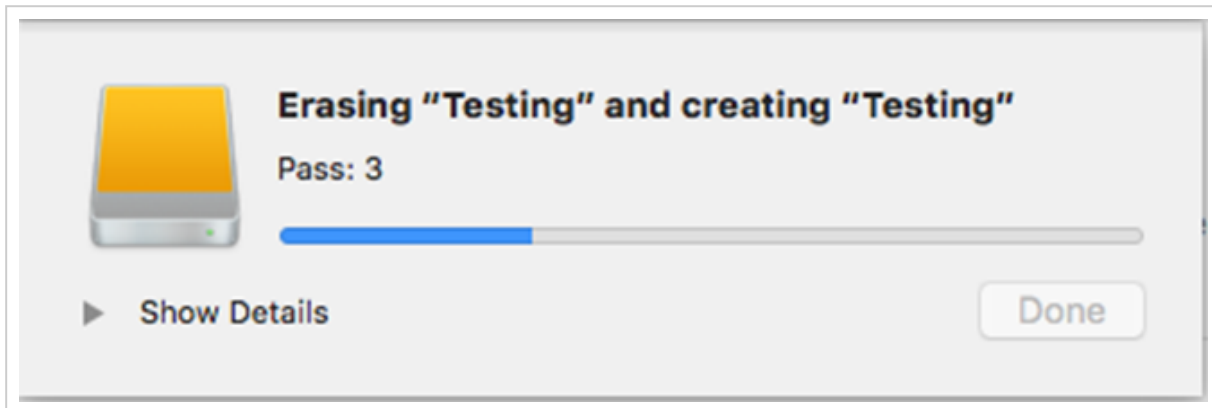 Erasing “Testing” and creating “Testing”
Pass: 3
Show Details
Done